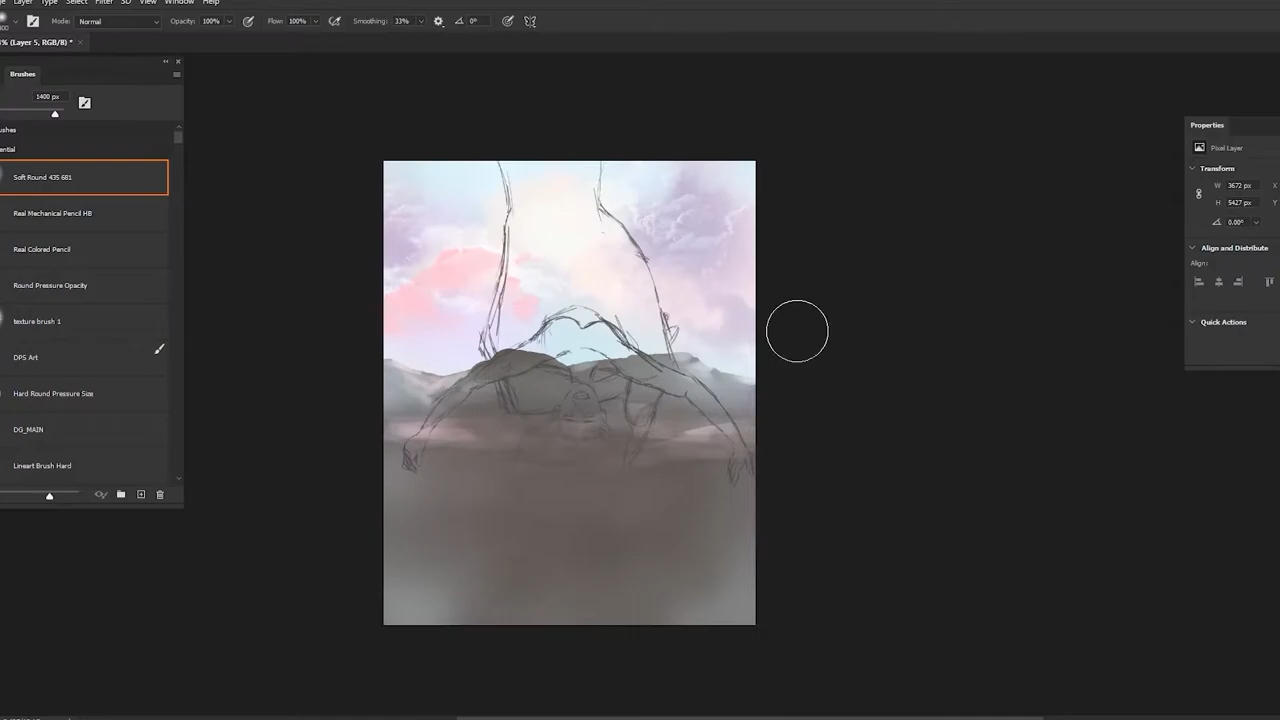 Layer Type Select Filter 3D View Window Help
Mode: Normal Opacity: 100% Flow: 100% Smoothing: 33% 0°
% (Layer 5, RGB/8) * ×
Brushes
1400 px
ushes
ential
Soft Round 435 681
Real Mechanical Pencil HB
Real Colored Pencil
Round Pressure Opacity
texture brush 1
DPS Art
Hard Round Pressure Size
DG_MAIN
Lineart Brush Hard
Properties
Pixel Layer
Transform
W 3672 px X
H 5427 px Y
0.00°
Align and Distribute
Align:
Quick Actions